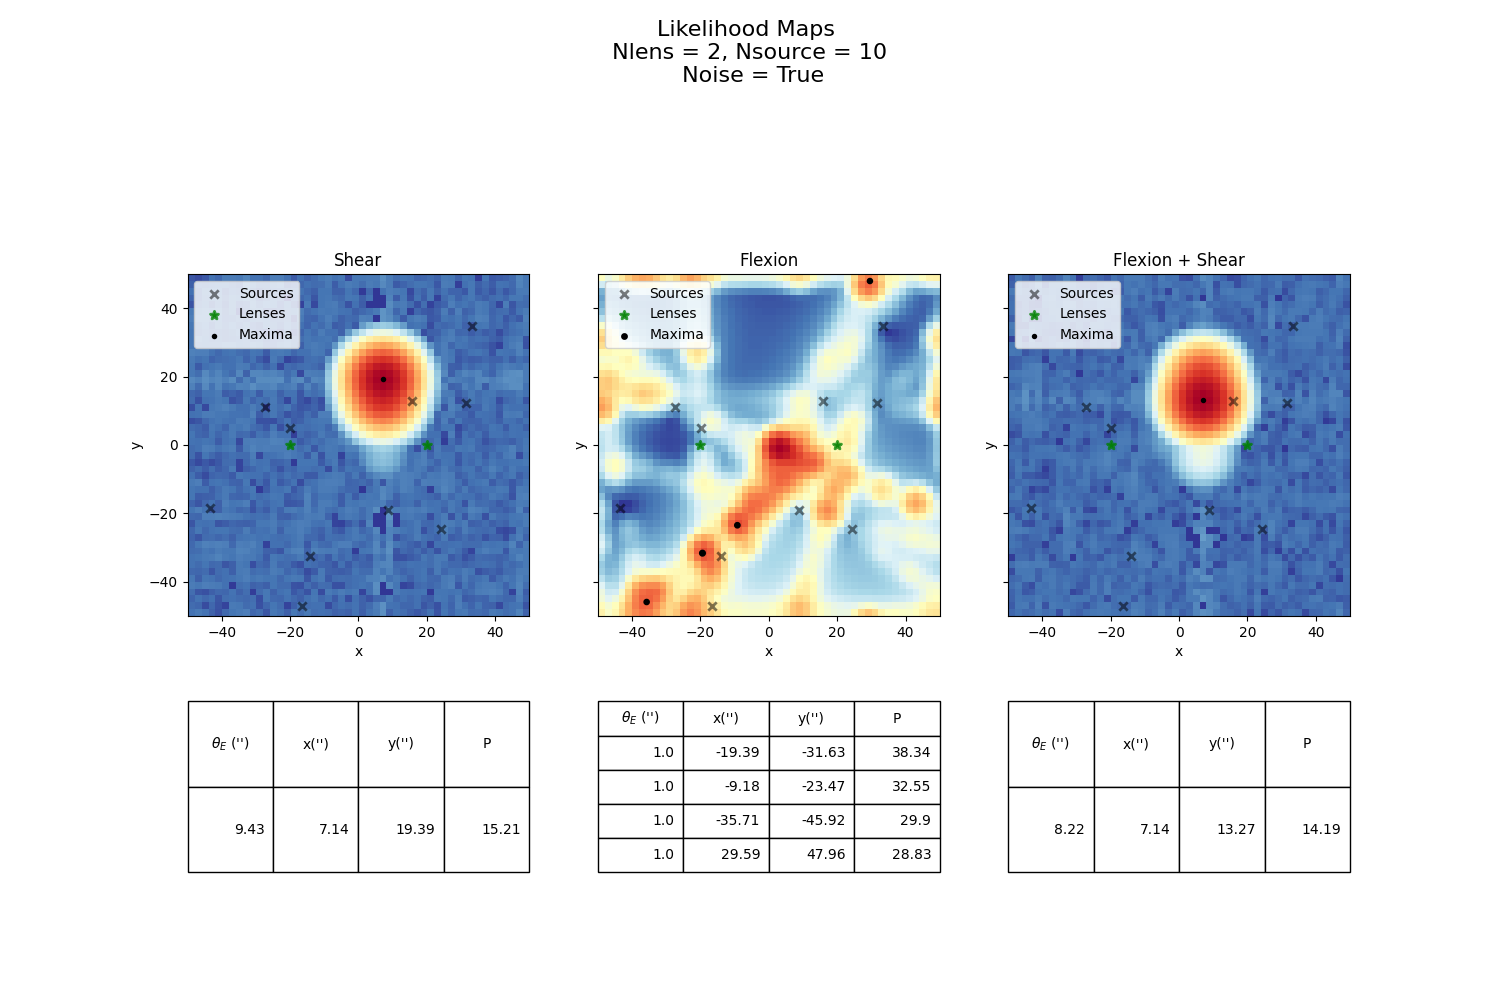 Likelihood Maps
Nlens = 2, Nsource = 10
Noise = True
Shear
Sources
Lenses
Maxima
40
20
0
−20
−40
y
−40 −20 0 20 40
x
Flexion
Sources
Lenses
Maxima
y
−40 −20 0 20 40
x
Flexion + Shear
Sources
Lenses
Maxima
y
−40 −20 0 20 40
x
θE ('') x('') y('') P
9.43 7.14 19.39 15.21
θE ('') x('') y('') P
1.0 -19.39 -31.63 38.34
1.0 -9.18 -23.47 32.55
1.0 -35.71 -45.92 29.9
1.0 29.59 47.96 28.83
θE ('') x('') y('') P
8.22 7.14 13.27 14.19